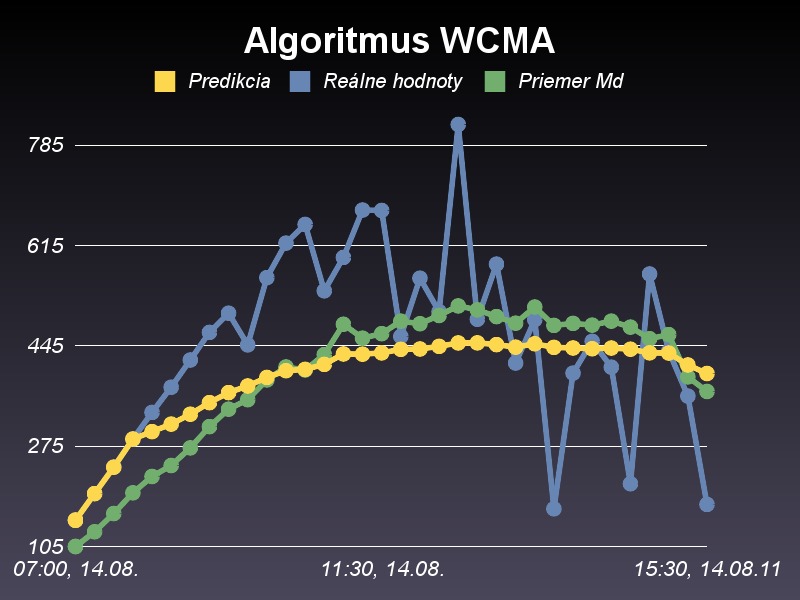 Algoritmus WCMA
Predikcia Reálne hodnoty Priemer Md
785
615
445
275
105
07:00, 14.08. 11:30, 14.08. 15:30, 14.08.11